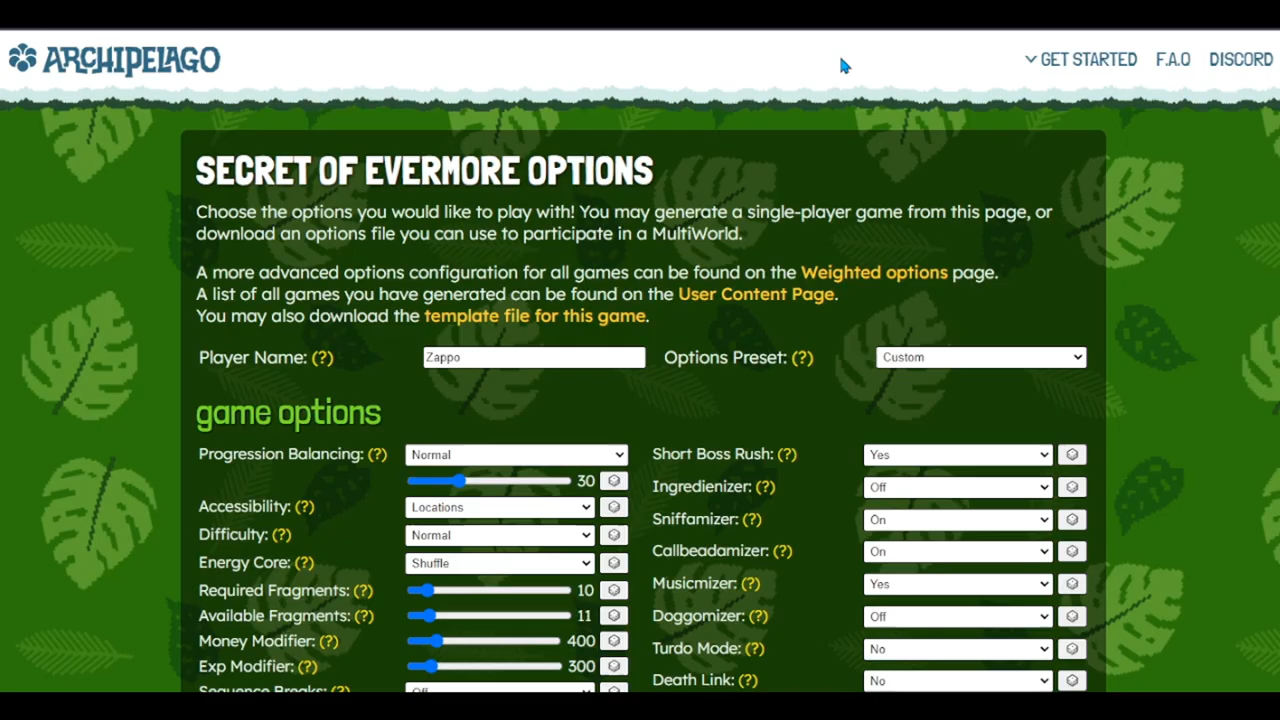 ARCHIPELAGO
GET STARTED F.A.Q DISCORD
SECRET OF EVERMORE OPTIONS
Choose the options you would like to play with! You may generate a single-player game from this page, or
download an options file you can use to participate in a MultiWorld.
A more advanced options configuration for all games can be found on the Weighted options page.
A list of all games you have generated can be found on the User Content Page.
You may also download the template file for this game.
Player Name: (?) Zappo Options Preset: (?) Custom
game options
Progression Balancing: (?) Normal
30
Accessibility: (?) Locations
Difficulty: (?) Normal
Energy Core: (?) Shuffle
Required Fragments: (?) 10
Available Fragments: (?) 11
Money Modifier: (?) 400
Exp Modifier: (?) 300
Sequence Breaks: (?) Off
Short Boss Rush: (?) Yes
Ingredienizer: (?) Off
Sniffamizer: (?) On
Callbeadamizer: (?) On
Musicmizer: (?) Yes
Doggomizer: (?) Off
Turdo Mode: (?) No
Death Link: (?) No